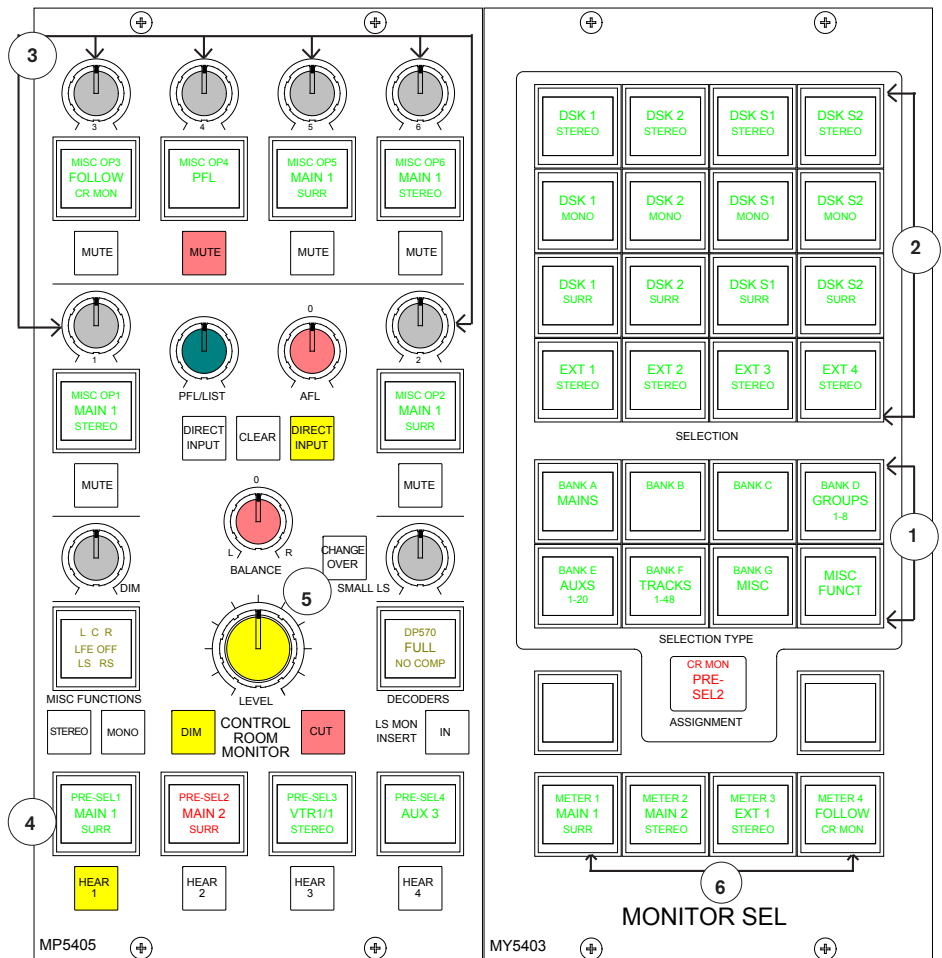 3
3
4
5
6
MISC OP3
FOLLOW
CR MON
MISC OP4
PFL
MISC OP5
MAIN 1
SURR
MISC OP6
MAIN 1
STEREO
MUTE
MUTE
MUTE
MUTE
1
0
2
PFL/LIST
AFL
MISC OP1
MAIN 1
STEREO
DIRECT
INPUT
CLEAR
DIRECT
INPUT
MISC OP2
MAIN 1
SURR
MUTE
MUTE
0
L
R
BALANCE
CHANGE
OVER
DIM
SMALL LS
5
L C R
LFE OFF
LS RS
DP570
FULL
NO COMP
MISC FUNCTIONS
LEVEL
DECODERS
STEREO
MONO
DIM
CONTROL
ROOM
MONITOR
CUT
LS MON
INSERT
IN
4
PRE-SEL1
MAIN 1
SURR
PRE-SEL2
MAIN 2
SURR
PRE-SEL3
VTR1/1
STEREO
PRE-SEL4
AUX 3
HEAR
1
HEAR
2
HEAR
3
HEAR
4
MP5405
DSK 1
STEREO
DSK 2
STEREO
DSK S1
STEREO
DSK S2
STEREO
DSK 1
MONO
DSK 2
MONO
DSK S1
MONO
DSK S2
MONO
2
DSK 1
SURR
DSK 2
SURR
DSK S1
SURR
DSK S2
SURR
EXT 1
STEREO
EXT 2
STEREO
EXT 3
STEREO
EXT 4
STEREO
SELECTION
BANK A
MAINS
BANK B
BANK C
BANK D
GROUPS
1-8
1
BANK E
AUXS
1-20
BANK F
TRACKS
1-48
BANK G
MISC
MISC
FUNCT
SELECTION TYPE
CR MON
PRE-
SEL2
ASSIGNMENT
METER 1
MAIN 1
SURR
METER 2
MAIN 2
STEREO
METER 3
EXT 1
STEREO
METER 4
FOLLOW
CR MON
6
MONITOR SEL
MY5403